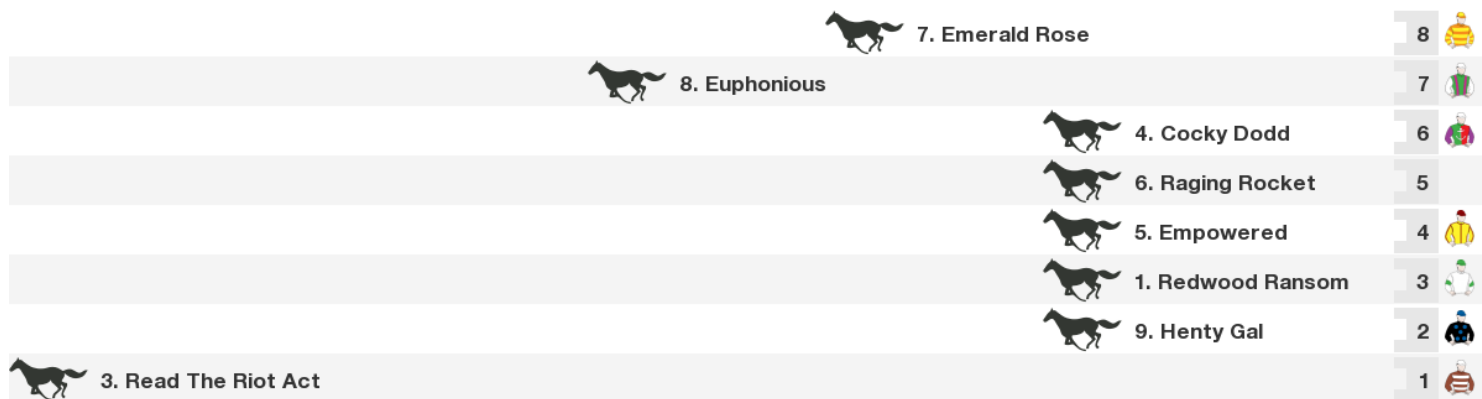 7. Emerald Rose 8
8. Euphonious 7
4. Cocky Dodd 6
6. Raging Rocket 5
5. Empowered 4
1. Redwood Ransom 3
9. Henty Gal 2
3. Read The Riot Act 1